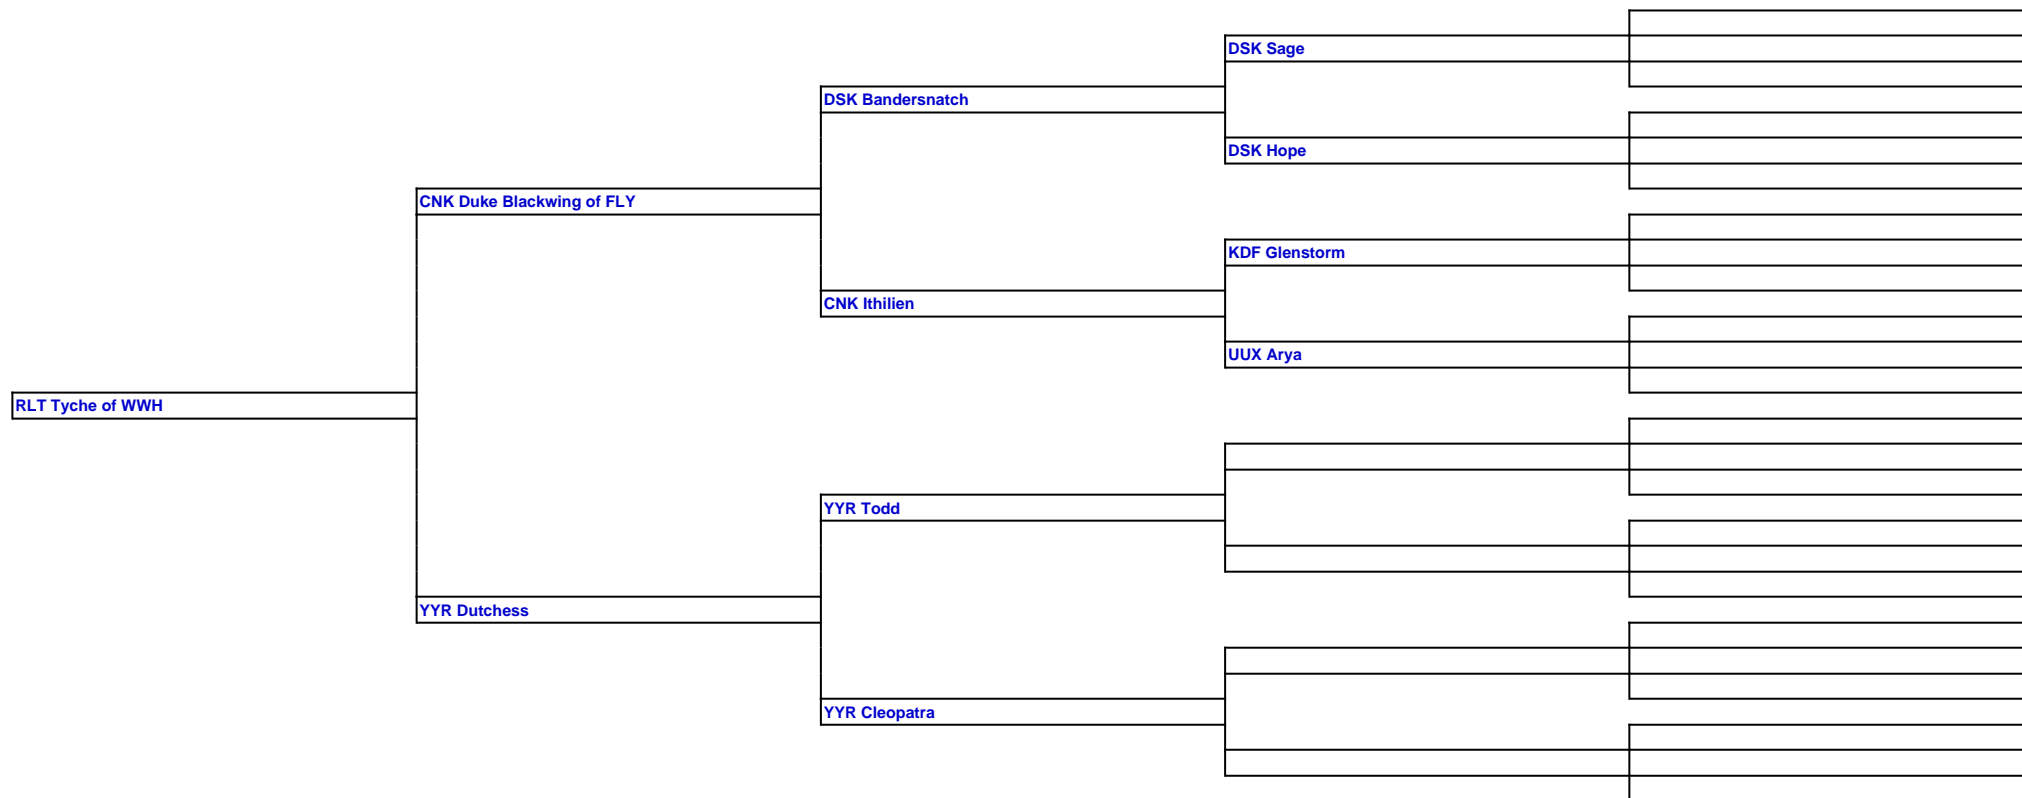 DSK Sage
DSK Bandersnatch
DSK Hope
CNK Duke Blackwing of FLY
KDF Glenstorm
CNK Ithilien
UUX Arya
RLT Tyche of WWH
YYR Todd
YYR Dutchess
YYR Cleopatra